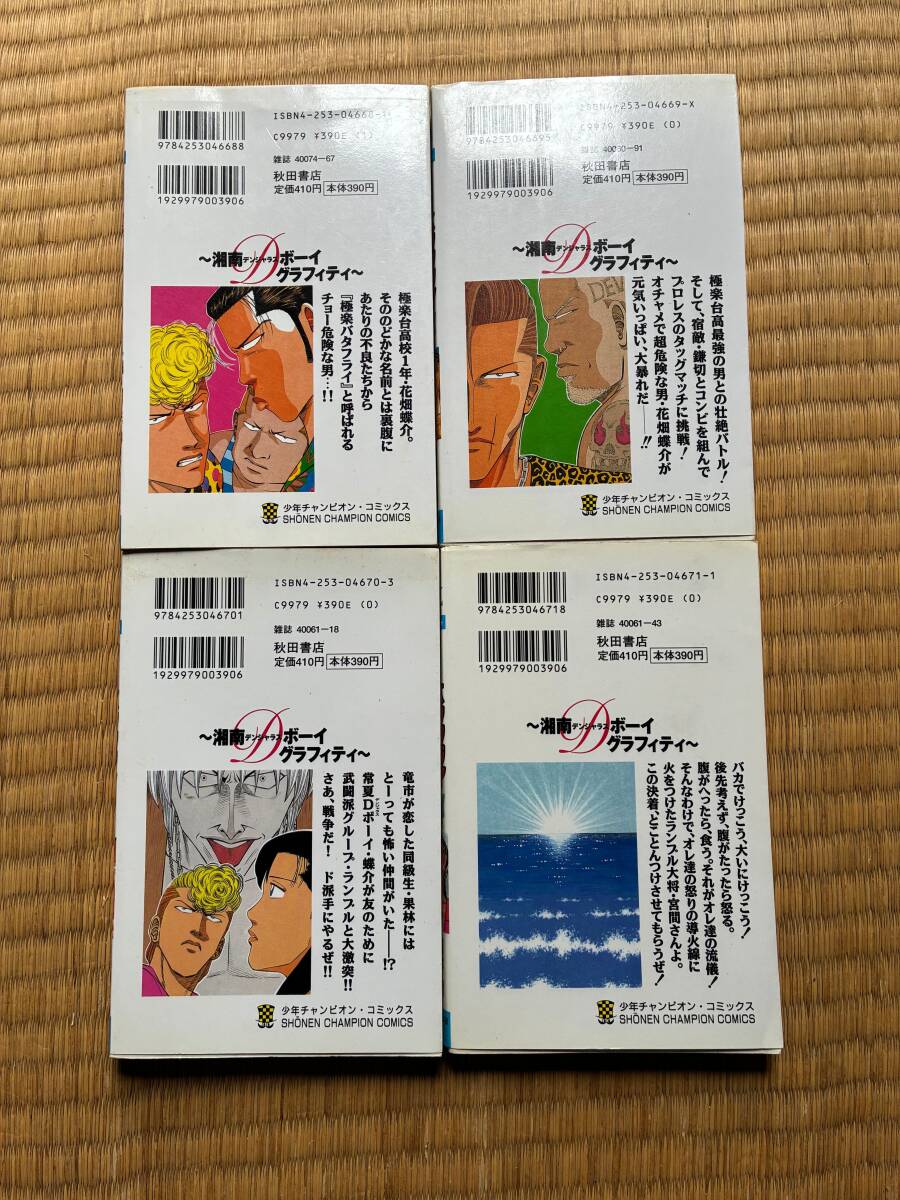 ISBN4-253-04668-1
C9979 ¥390E (1)
9784253046688
雑誌 40074-67
秋田書店
定価410円 本体390円
1929979003906
～湘南デンジャラスDボーイ
グラフィティ～
極楽台高校1年・花畑蝶介。
そののどかな名前とは裏腹に
あたりの不良たちから
『極楽バタフライ』と呼ばれる
チョー危険な男…!!
少年チャンピオン・コミックス
SHŌNEN CHAMPION COMICS
ISBN4-253-04669-X
C9979 ¥390E (0)
9784253046695
雑誌 40060-91
秋田書店
定価410円 本体390円
1929979003906
～湘南デンジャラスDボーイ
グラフィティ～
DEV
極楽台高最強の男との壮絶バトル！
そして、宿敵・鎌切とコンビを組んで
プロレスのタッグマッチに挑戦！
オチャメで超危険な男・花畑蝶介が
元気いっぱい、大暴れだ――!!
少年チャンピオン・コミックス
SHŌNEN CHAMPION COMICS
ISBN4-253-04670-3
C9979 ¥390E (0)
9784253046701
雑誌 40061-18
秋田書店
定価410円 本体390円
1929979003906
～湘南デンジャラスDボーイ
グラフィティ～
竜市が恋した同級生・果林には
とーっても怖い仲間がいた――!?
常夏Dボーイ・蝶介が友のために
武闘派グループ・ランブルと大激突!!
さあ、戦争だ！ ド派手にやるぜ!!
少年チャンピオン・コミックス
SHŌNEN CHAMPION COMICS
ISBN4-253-04671-1
C9979 ¥390E (0)
9784253046718
雑誌 40061-43
秋田書店
定価410円 本体390円
1929979003906
～湘南デンジャラスDボーイ
グラフィティ～
バカでけっこう、大いにけっこう！
後先考えず、腹がたったら怒る。
腹がへったら、食う。それがオレ達の流儀！
そんなわけで、オレ達の怒りの導火線に
火をつけたランブル大将・宮間さんよ。
この決着、とことんつけさせてもらうぜ！
少年チャンピオン・コミックス
SHŌNEN CHAMPION COMICS